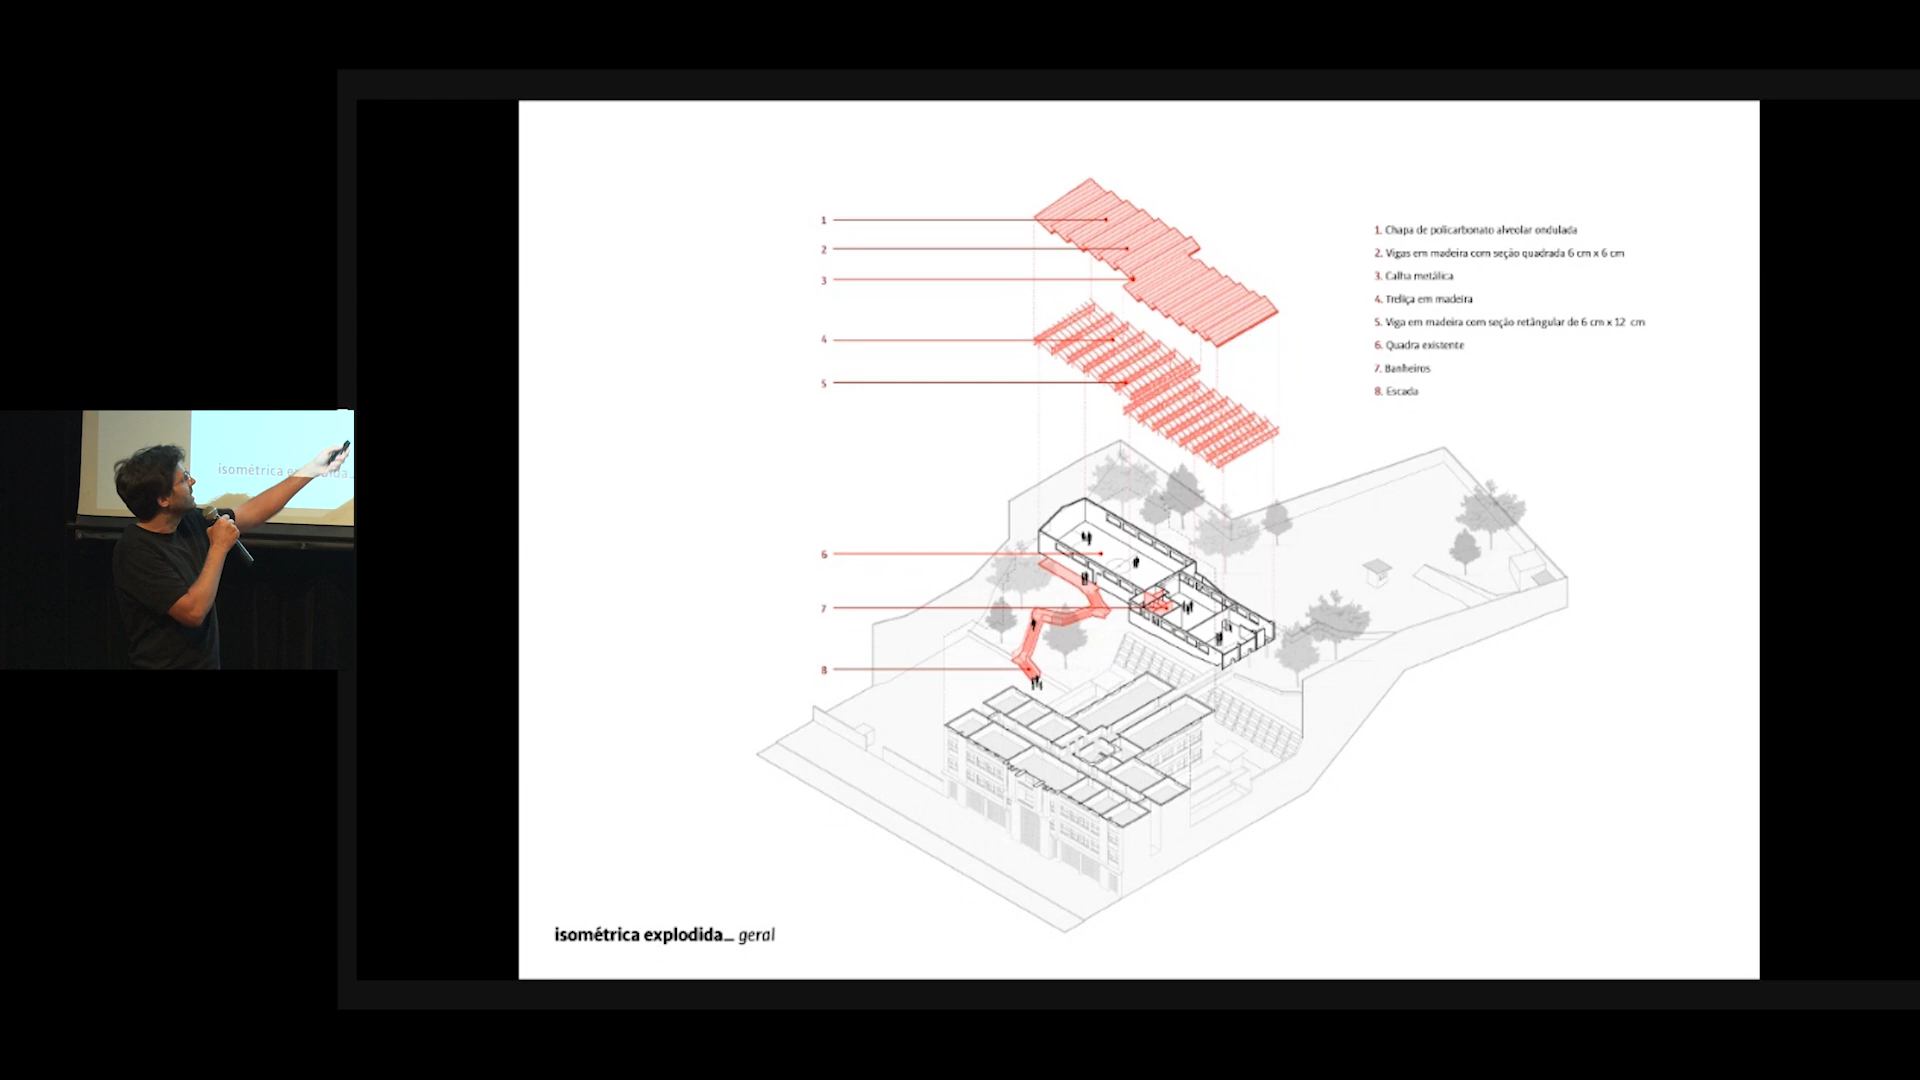 1
2
3
4
5
6
7
8
1. Chapa de policarbonato alveolar ondulada
2. Vigas em madeira com seção quadrada 6 cm x 6 cm
3. Calha metálica
4. Treliça em madeira
5. Viga em madeira com seção retângular de 6 cm x 12 cm
6. Quadra existente
7. Banheiros
8. Escada
isométrica explodida_ geral
isométrica